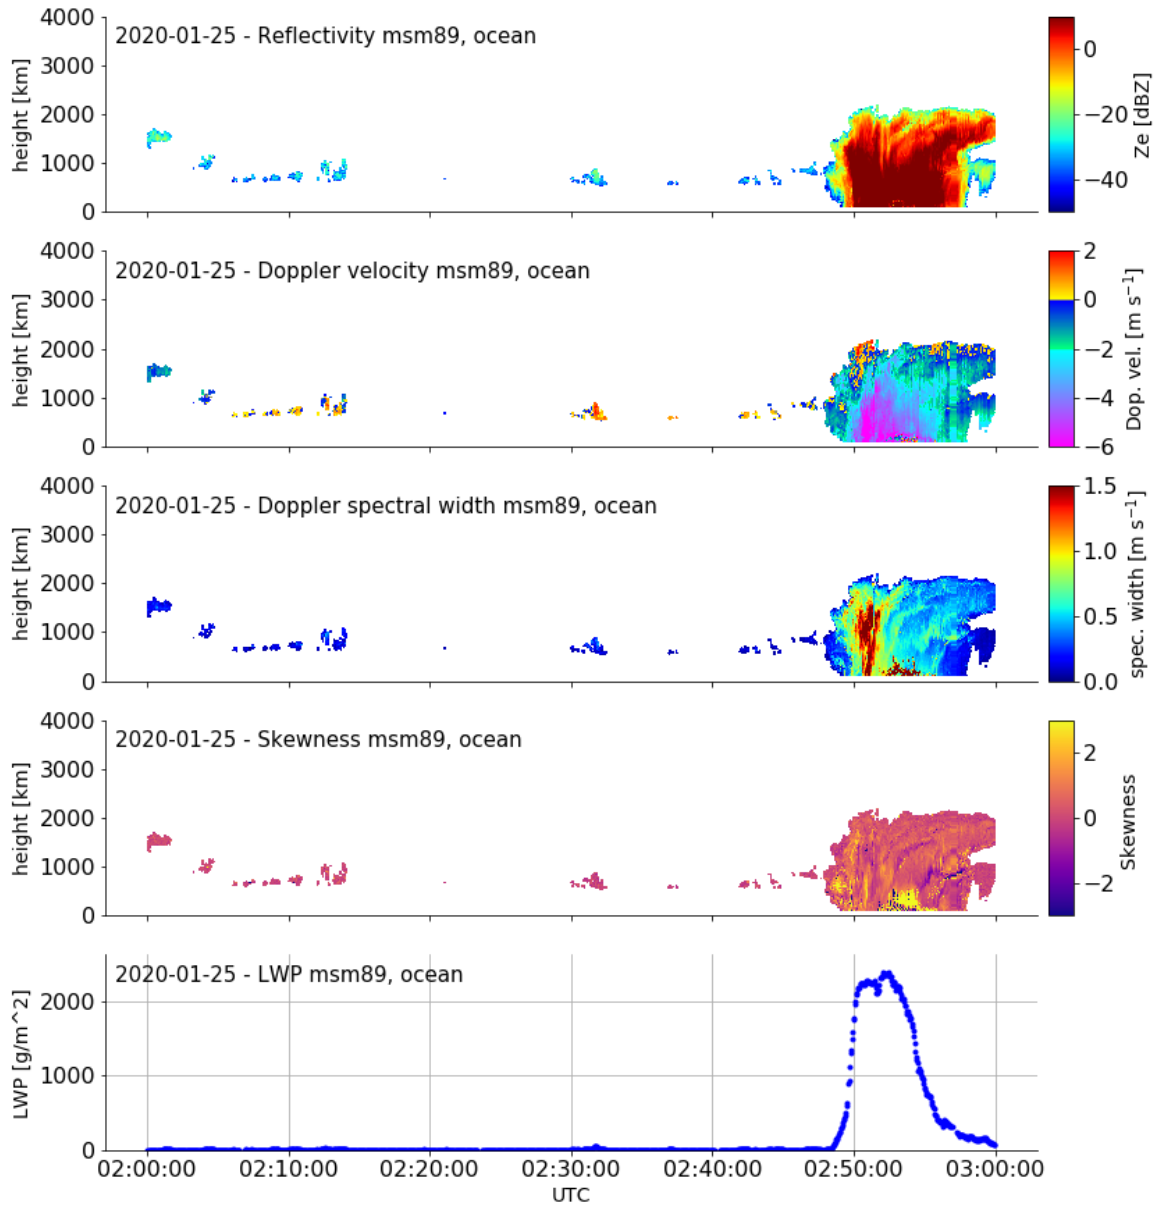 4000
3000
2000
1000
0
height [km]
2020-01-25 - Reflectivity msm89, ocean
0
−20
−40
Ze [dBZ]
4000
3000
2000
1000
0
height [km]
2020-01-25 - Doppler velocity msm89, ocean
2
0
−2
−4
−6
Dop. vel. [m s⁻¹]
4000
3000
2000
1000
0
height [km]
2020-01-25 - Doppler spectral width msm89, ocean
1.5
1.0
0.5
0.0
spec. width [m s⁻¹]
4000
3000
2000
1000
0
height [km]
2020-01-25 - Skewness msm89, ocean
2
0
−2
Skewness
2000
1000
0
LWP [g/m^2]
2020-01-25 - LWP msm89, ocean
02:00:00 02:10:00 02:20:00 02:30:00 02:40:00 02:50:00 03:00:00
UTC